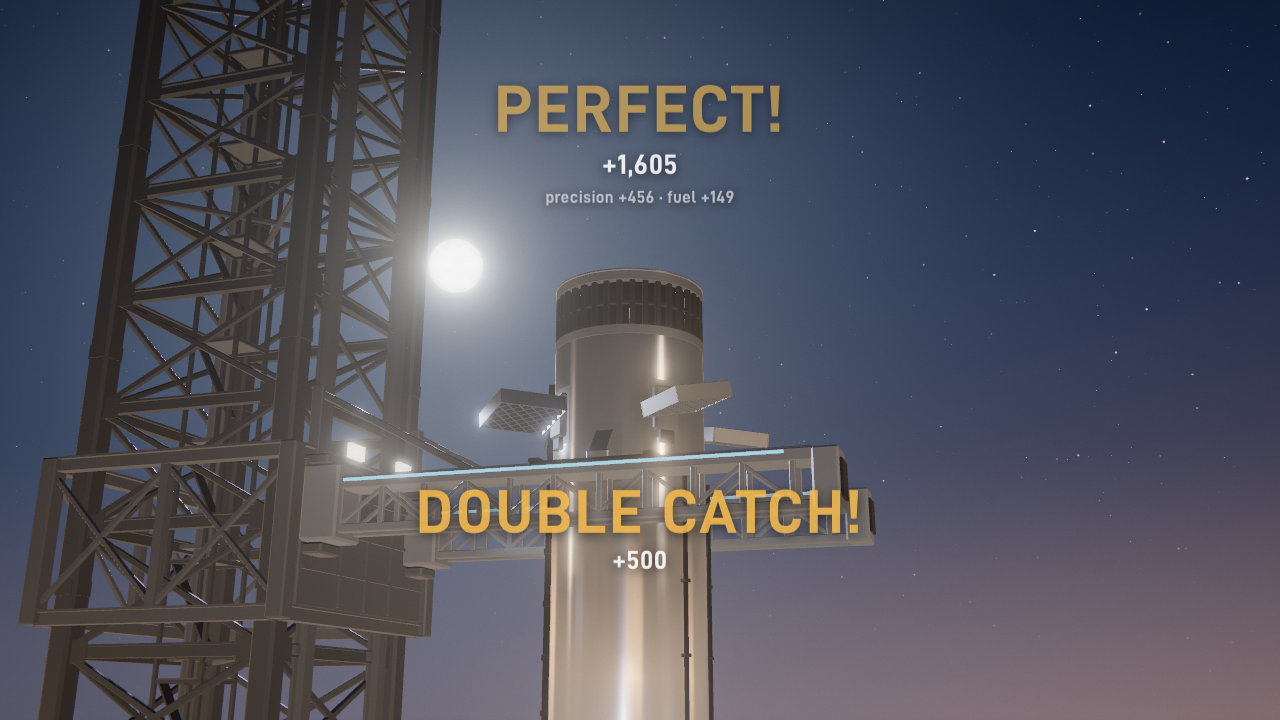 PERFECT!
+1,605
precision +456 · fuel +149
DOUBLE CATCH!
+500